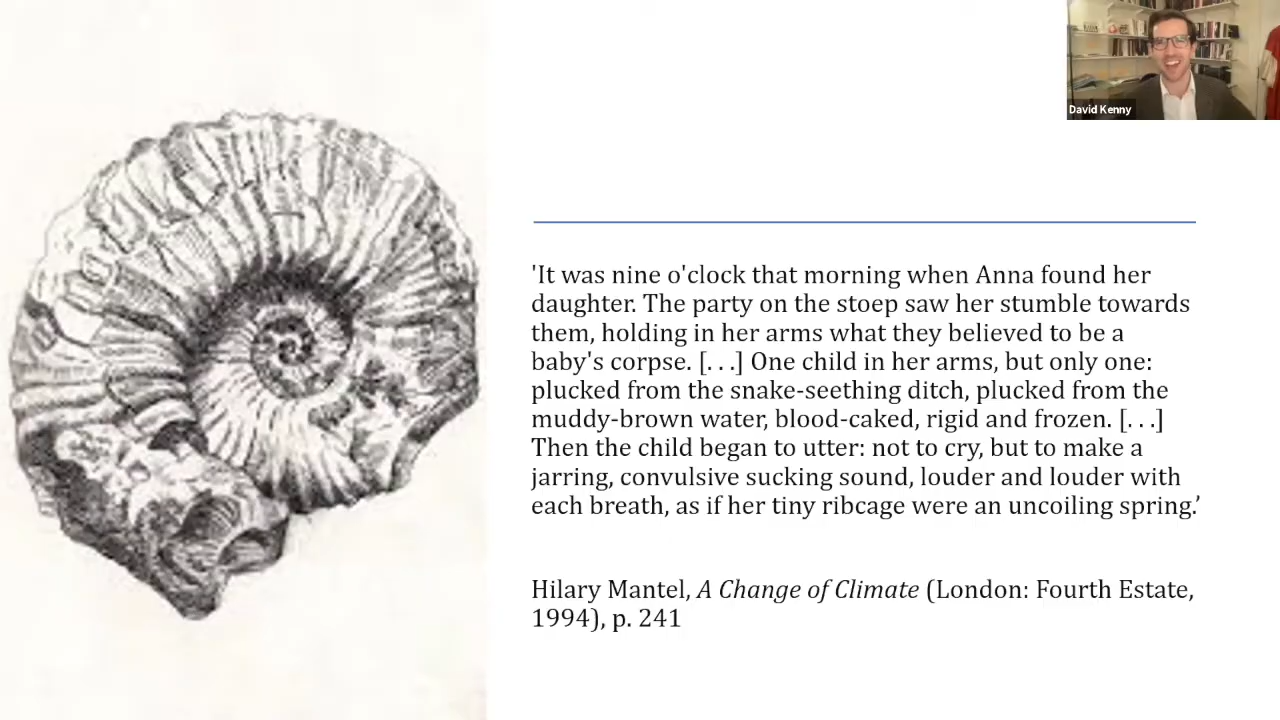 David Kenny
'It was nine o'clock that morning when Anna found her
daughter. The party on the stoep saw her stumble towards
them, holding in her arms what they believed to be a
baby's corpse. [. . .] One child in her arms, but only one:
plucked from the snake-seething ditch, plucked from the
muddy-brown water, blood-caked, rigid and frozen. [. . .]
Then the child began to utter: not to cry, but to make a
jarring, convulsive sucking sound, louder and louder with
each breath, as if her tiny ribcage were an uncoiling spring.’
Hilary Mantel, A Change of Climate (London: Fourth Estate,
1994), p. 241